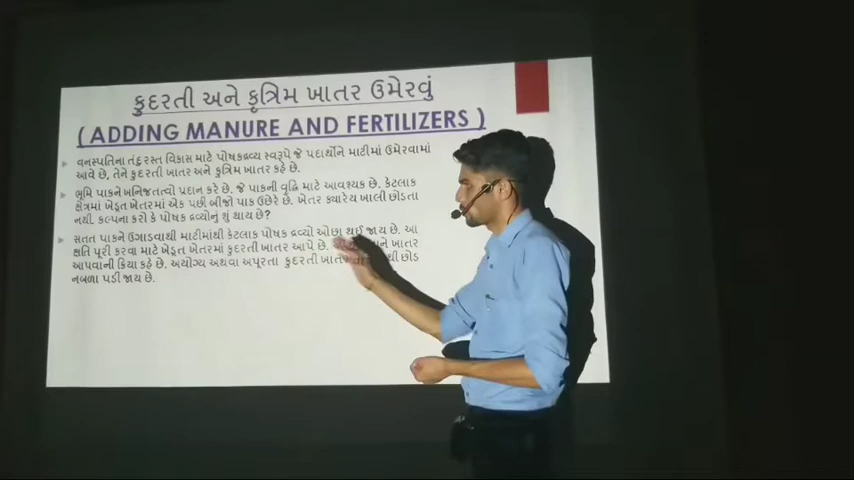 કુદરતી અને કૃત્રિમ ખાતર ઉમેરવું
( ADDING MANURE AND FERTILIZERS )
વનસ્પતિના તંદુરસ્ત વિકાસ માટે પોષકદ્રવ્ય સ્વરૂપે જે પદાર્થોને માટીમાં ઉમેરવામાં
આવે છે, તેને કુદરતી ખાતર અને કૃત્રિમ ખાતર કહે છે.
ભૂમિ પાકને ખનિજતત્વો પ્રદાન કરે છે. જે પાકની વૃદ્ધિ માટે આવશ્યક છે. કેટલાક
ક્ષેત્રમાં ખેડૂત ખેતરમાં એક પછી બીજો પાક ઉછેરે છે. ખેતર ક્યારેય ખાલી છોડતા
નથી. કલ્પના કરો કે પોષક દ્રવ્યોનું શું થાય છે?
સતત પાકને ઉગાડવાથી માટીમાંથી કેટલાક પોષક દ્રવ્યો ઓછા થઈ જાય છે. આ
ક્ષતિ પૂરી કરવા માટે ખેડૂત ખેતરમાં કુદરતી ખાતર આપે છે. ખાતર
આપવાની ક્રિયા કહે છે. અયોગ્ય અથવા અપૂરતા કુદરતી ખાતર છોડ
નબળા પડી જાય છે.